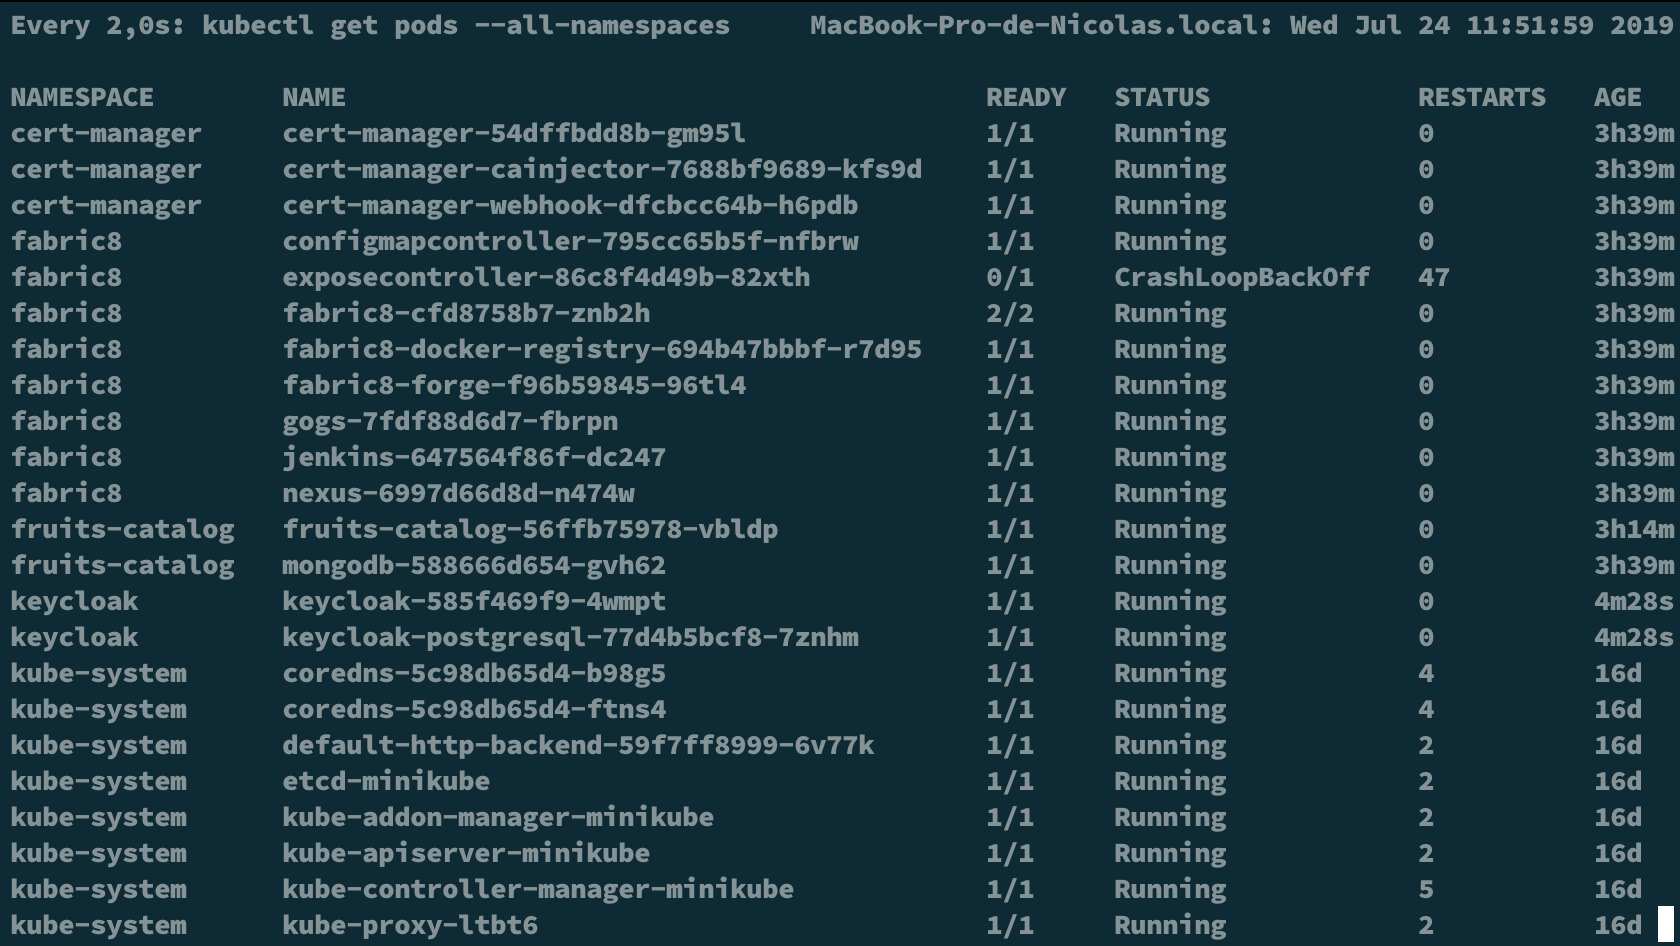 Every 2,0s: kubectl get pods --all-namespaces     MacBook-Pro-de-Nicolas.local: Wed Jul 24 11:51:59 2019
NAMESPACE        NAME                                        READY   STATUS             RESTARTS   AGE
cert-manager     cert-manager-54dffbdd8b-gm95l               1/1     Running            0          3h39m
cert-manager     cert-manager-cainjector-7688bf9689-kfs9d    1/1     Running            0          3h39m
cert-manager     cert-manager-webhook-dfcbcc64b-h6pdb        1/1     Running            0          3h39m
fabric8          configmapcontroller-795cc65b5f-nfbrw        1/1     Running            0          3h39m
fabric8          exposecontroller-86c8f4d49b-82xth           0/1     CrashLoopBackOff   47         3h39m
fabric8          fabric8-cfd8758b7-znb2h                     2/2     Running            0          3h39m
fabric8          fabric8-docker-registry-694b47bbbf-r7d95    1/1     Running            0          3h39m
fabric8          fabric8-forge-f96b59845-96tl4               1/1     Running            0          3h39m
fabric8          gogs-7fdf88d6d7-fbrpn                       1/1     Running            0          3h39m
fabric8          jenkins-647564f86f-dc247                    1/1     Running            0          3h39m
fabric8          nexus-6997d66d8d-n474w                      1/1     Running            0          3h39m
fruits-catalog   fruits-catalog-56ffb75978-vbldp             1/1     Running            0          3h14m
fruits-catalog   mongodb-588666d654-gvh62                    1/1     Running            0          3h39m
keycloak         keycloak-585f469f9-4wmpt                    1/1     Running            0          4m28s
keycloak         keycloak-postgresql-77d4b5bcf8-7znhm        1/1     Running            0          4m28s
kube-system      coredns-5c98db65d4-b98g5                    1/1     Running            4          16d
kube-system      coredns-5c98db65d4-ftns4                    1/1     Running            4          16d
kube-system      default-http-backend-59f7ff8999-6v77k       1/1     Running            2          16d
kube-system      etcd-minikube                               1/1     Running            2          16d
kube-system      kube-addon-manager-minikube                 1/1     Running            2          16d
kube-system      kube-apiserver-minikube                     1/1     Running            2          16d
kube-system      kube-controller-manager-minikube            1/1     Running            5          16d
kube-system      kube-proxy-ltbt6                            1/1     Running            2          16d